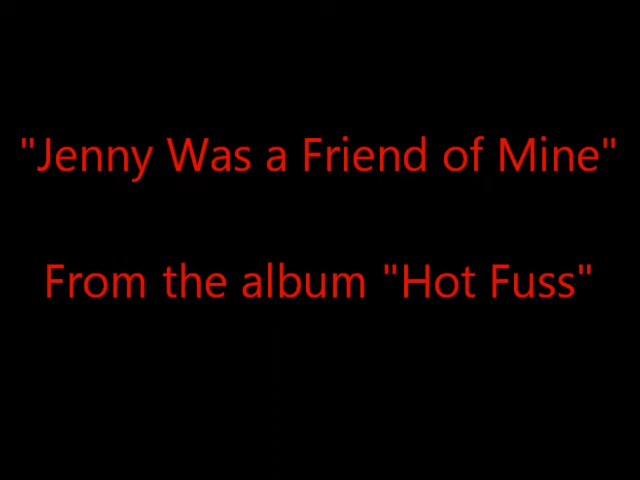 "Jenny Was a Friend of Mine"
From the album "Hot Fuss"